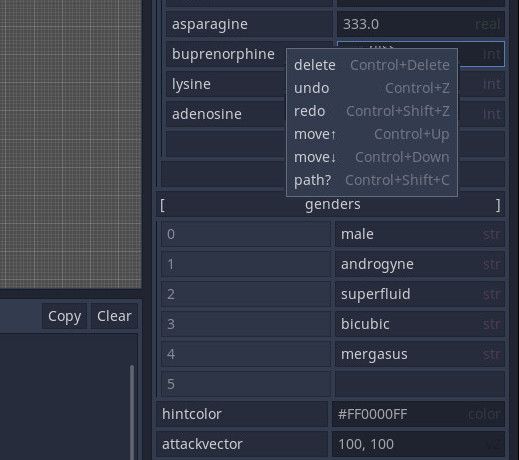 asparagine 333.0 real
buprenorphine int
lysine int
adenosine int
delete Control+Delete
undo Control+Z
redo Control+Shift+Z
move↑ Control+Up
move↓ Control+Down
path? Control+Shift+C
[ genders ]
0 male str
1 androgyne str
2 superfluid str
3 bicubic str
4 mergasus str
5
Copy Clear
hintcolor #FF0000FF color
attackvector 100, 100